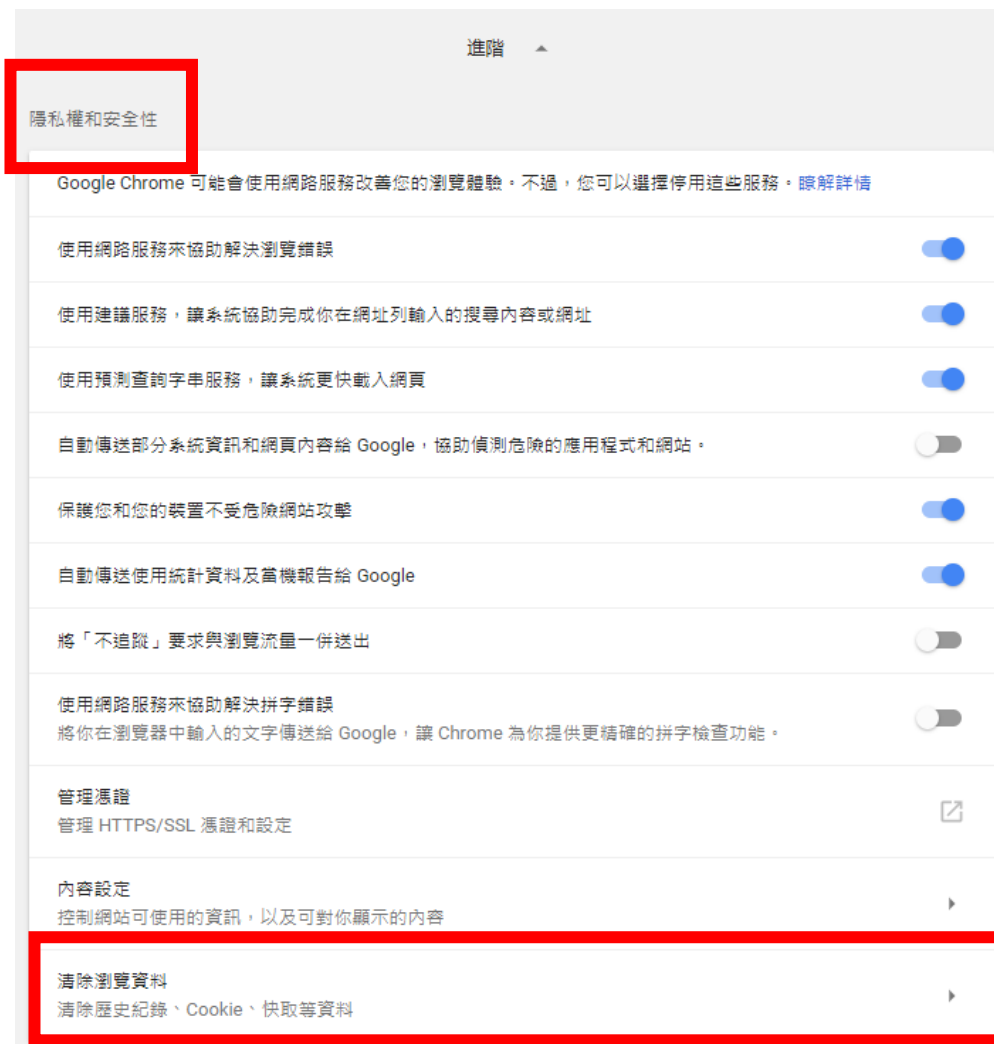 進階
隱私權和安全性
Google Chrome 可能會使用網路服務改善您的瀏覽體驗。不過，您可以選擇停用這些服務。瞭解詳情
使用網路服務來協助解決瀏覽錯誤
使用建議服務，讓系統協助完成你在網址列輸入的搜尋內容或網址
使用預測查詢字串服務，讓系統更快載入網頁
自動傳送部分系統資訊和網頁內容給 Google，協助偵測危險的應用程式和網站。
保護您和您的裝置不受危險網站攻擊
自動傳送使用統計資料及當機報告給 Google
將「不追蹤」要求與瀏覽流量一併送出
使用網路服務來協助解決拼字錯誤
將你在瀏覽器中輸入的文字傳送給 Google，讓 Chrome 為你提供更精確的拼字檢查功能。
管理憑證
管理 HTTPS/SSL 憑證和設定
內容設定
控制網站可使用的資訊，以及可對你顯示的內容
清除瀏覽資料
清除歷史紀錄、Cookie、快取等資料